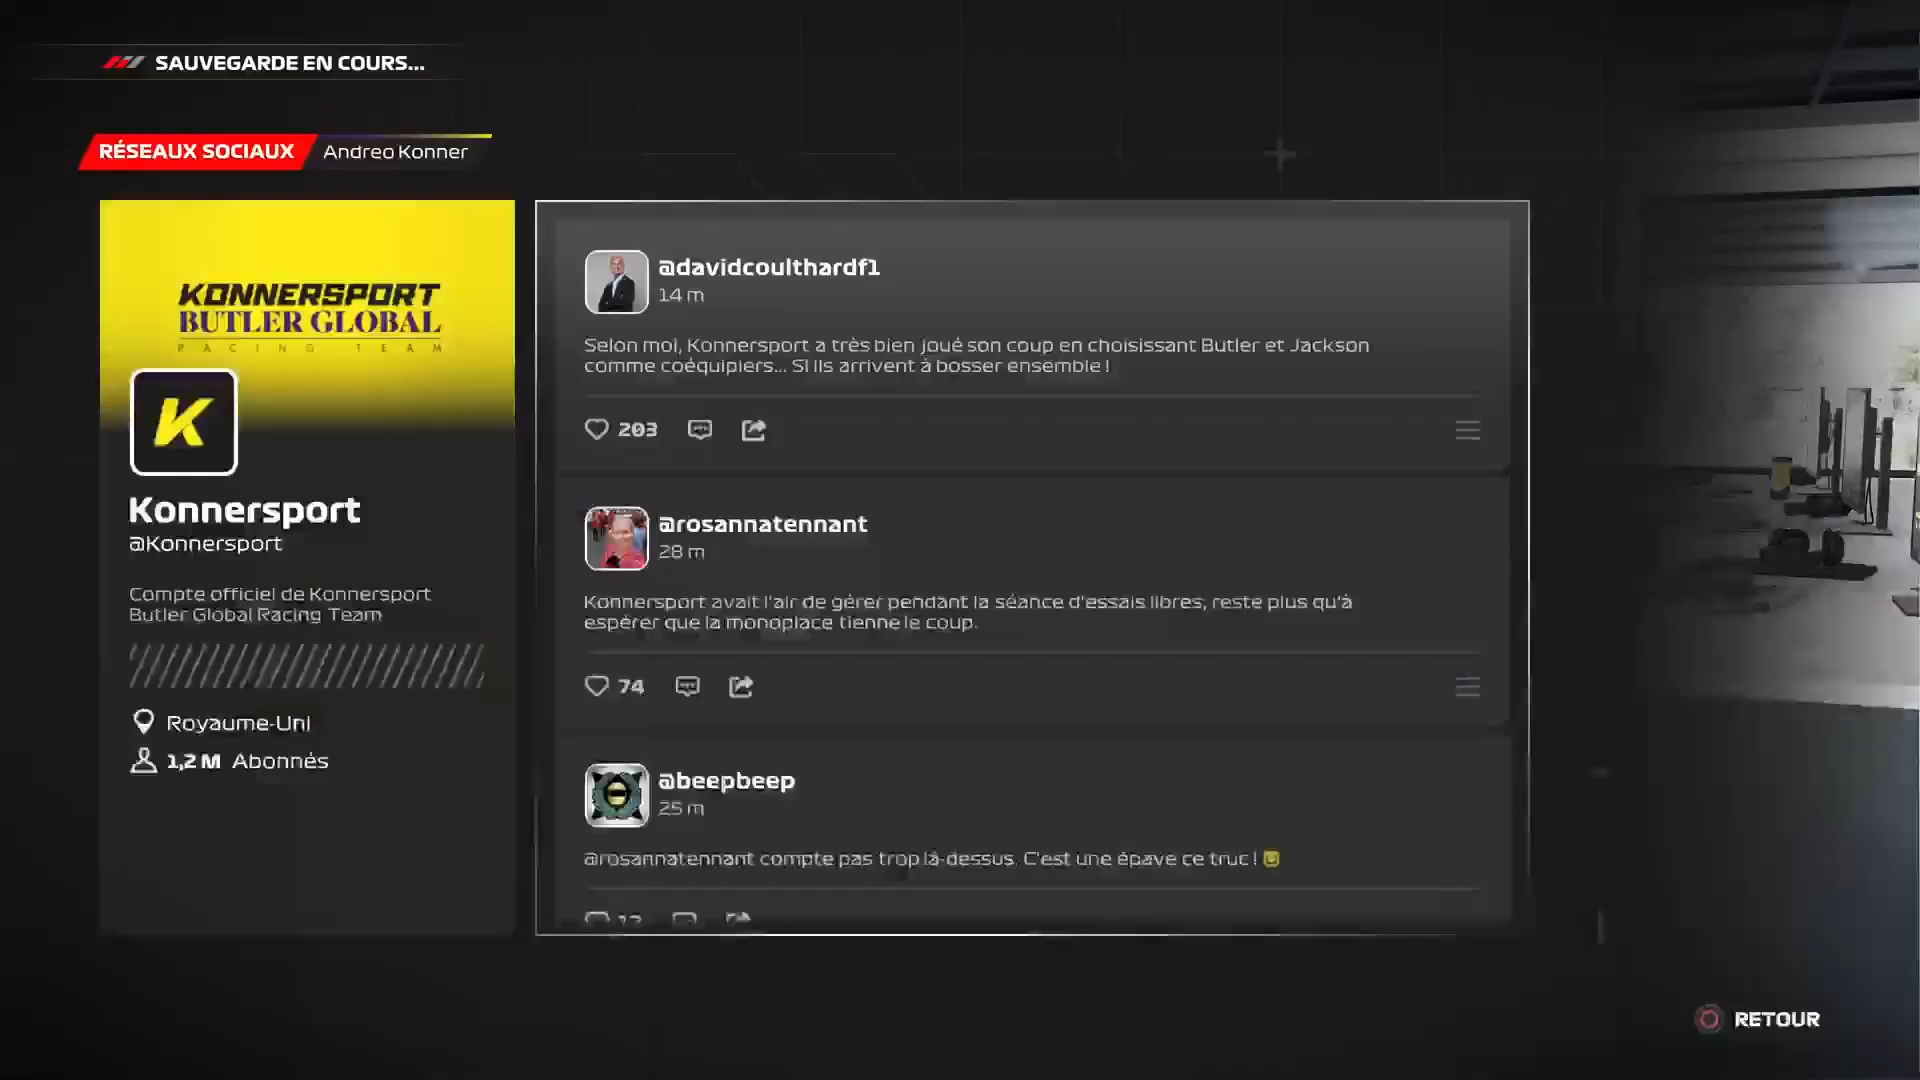 SAUVEGARDE EN COURS...
RÉSEAUX SOCIAUX
Andreo Konner
KONNERSPORT
BUTLER GLOBAL
RACING TEAM
K
Konnersport
@Konnersport
Compte officiel de Konnersport
Butler Global Racing Team
Royaume-Uni
1,2 M Abonnés
@davidcoulthardf1
14 m
Selon moi, Konnersport a très bien joué son coup en choisissant Butler et Jackson
comme coéquipiers... S'ils arrivent à bosser ensemble !
203
@rosannatennant
28 m
Konnersport avait l'air de gérer pendant la séance d'essais libres, reste plus qu'à
espérer que la monoplace tienne le coup.
74
@beepbeep
25 m
@rosannatennant compte pas trop là-dessus. C'est une épave ce truc !
RETOUR